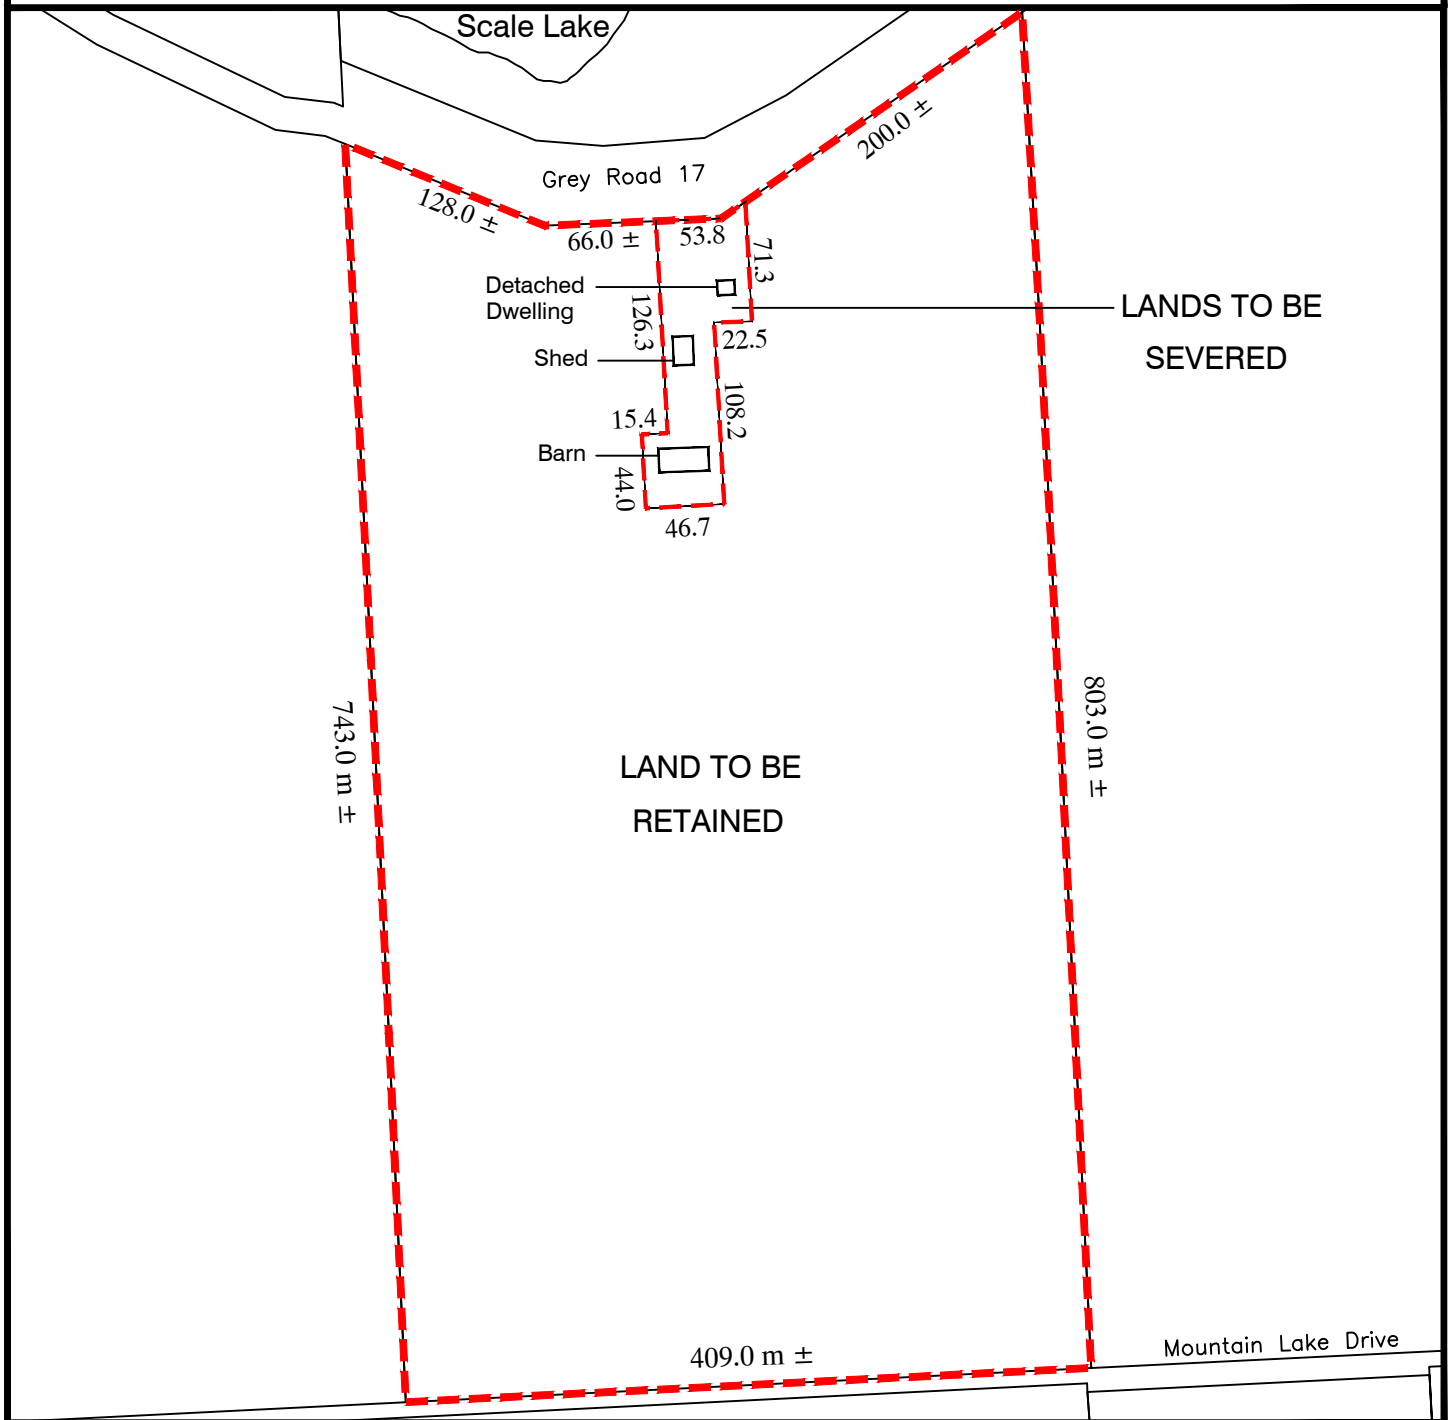 Scale Lake
200.0 ±
Grey Road 17
128.0 ±
66.0 ±
53.8
71.3
Detached
Dwelling
126.3
LANDS TO BE
SEVERED
22.5
Shed
108.2
15.4
Barn
44.0
46.7
743.0 m ±
803.0 m ±
LAND TO BE
RETAINED
409.0 m ±
Mountain Lake Drive